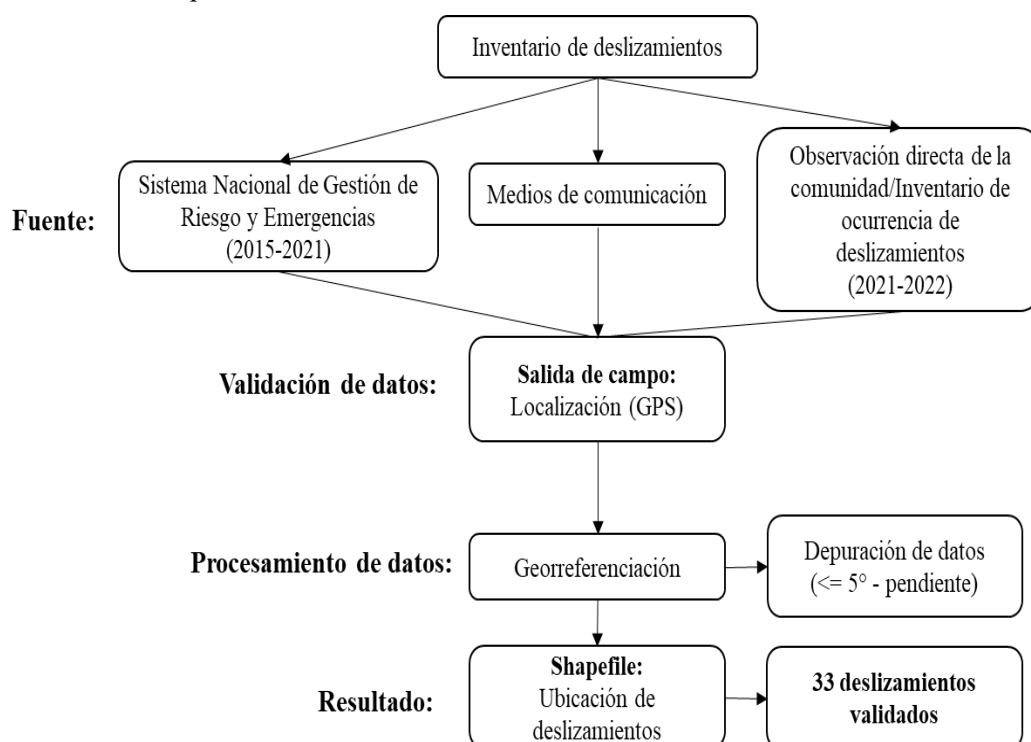 Inventario de deslizamientos
Fuente:
Sistema Nacional de Gestión de
Riesgo y Emergencias
(2015-2021)
Medios de comunicación
Observación directa de la
comunidad/Inventario de
ocurrencia de
deslizamientos
(2021-2022)
Validación de datos:
Salida de campo:
Localización (GPS)
Procesamiento de datos:
Georreferenciación
Depuración de datos
(<= 5° - pendiente)
Resultado:
Shapefile:
Ubicación de
deslizamientos
33 deslizamientos
validados